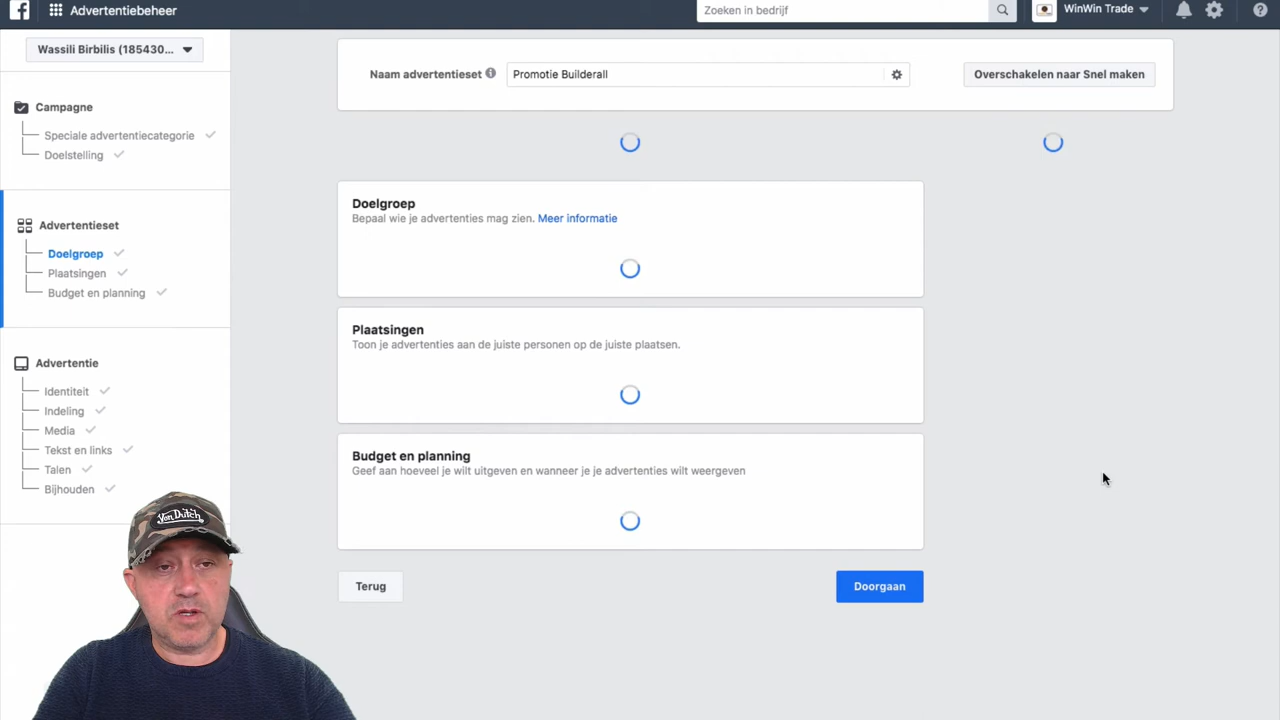 Advertentiebeheer
Zoeken in bedrijf
WinWin Trade
Wassili Birbilis (185430...
Naam advertentieset
Promotie Builderall
Overschakelen naar Snel maken
Campagne
Speciale advertentiecategorie
Doelstelling
Advertentieset
Doelgroep
Plaatsingen
Budget en planning
Advertentie
Identiteit
Indeling
Media
Tekst en links
Talen
Bijhouden
Doelgroep
Bepaal wie je advertenties mag zien. Meer informatie
Plaatsingen
Toon je advertenties aan de juiste personen op de juiste plaatsen.
Budget en planning
Geef aan hoeveel je wilt uitgeven en wanneer je je advertenties wilt weergeven
Terug
Doorgaan
Von Dutch